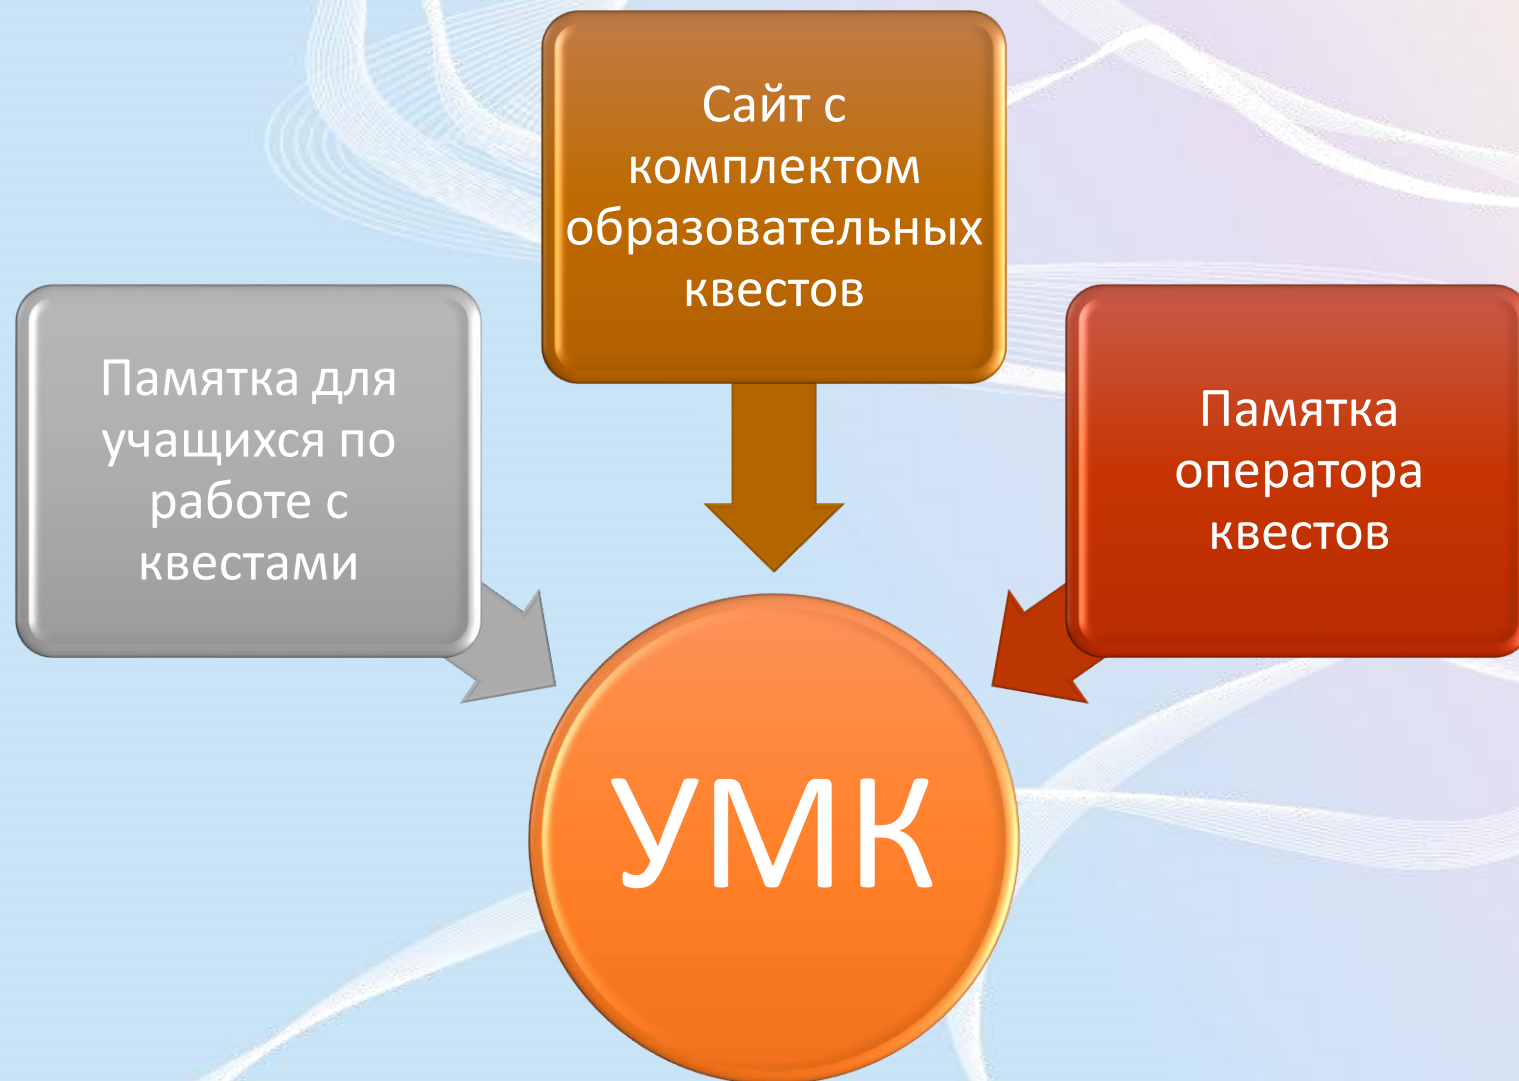 Сайт с
комплектом
образовательных
квестов
Памятка для
учащихся по
работе с
квестами
Памятка
оператора
квестов
УМК